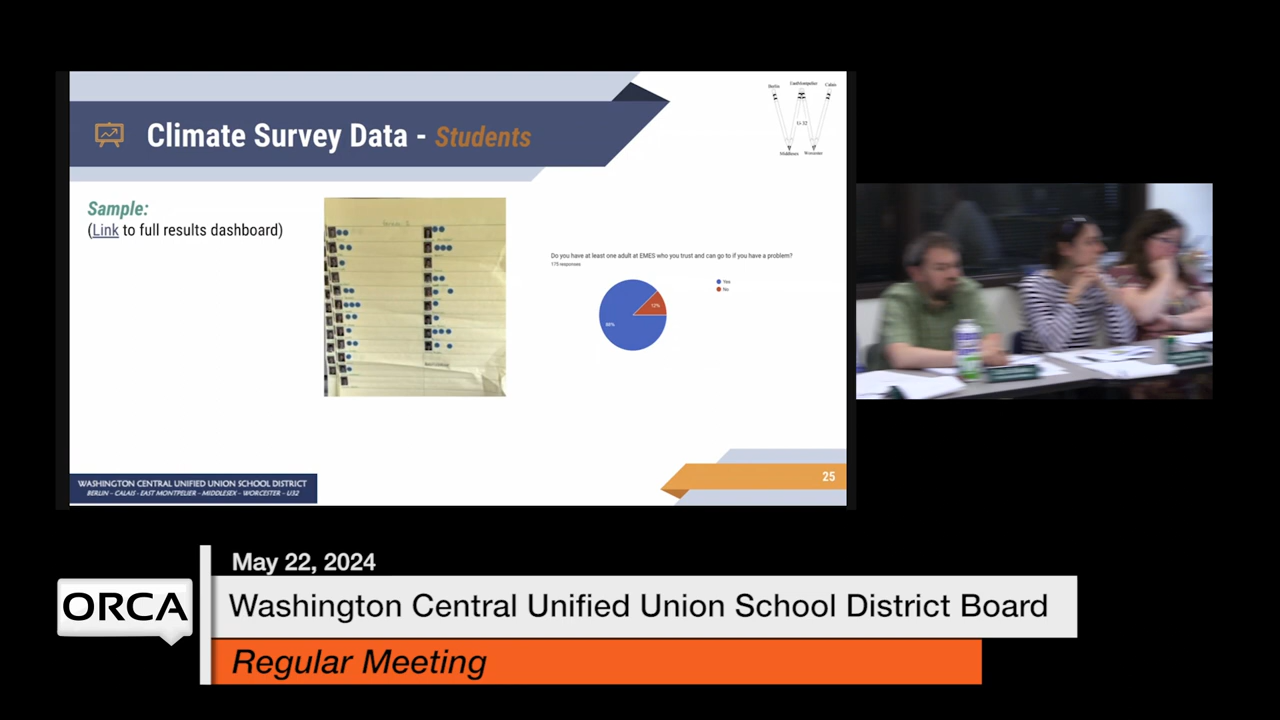 Climate Survey Data - Students
Berlin
EastMontpelier
Calais
U-32
Middlesex
Worcester
Sample:
(Link to full results dashboard)
Do you have at least one adult at EMES who you trust and can go to if you have a problem?
175 responses
Yes
No
12%
88%
25
WASHINGTON CENTRAL UNIFIED UNION SCHOOL DISTRICT
BERLIN – CALAIS - EAST MONTPELIER – MIDDLESEX – WORCESTER – U32
May 22, 2024
ORCA
Washington Central Unified Union School District Board
Regular Meeting